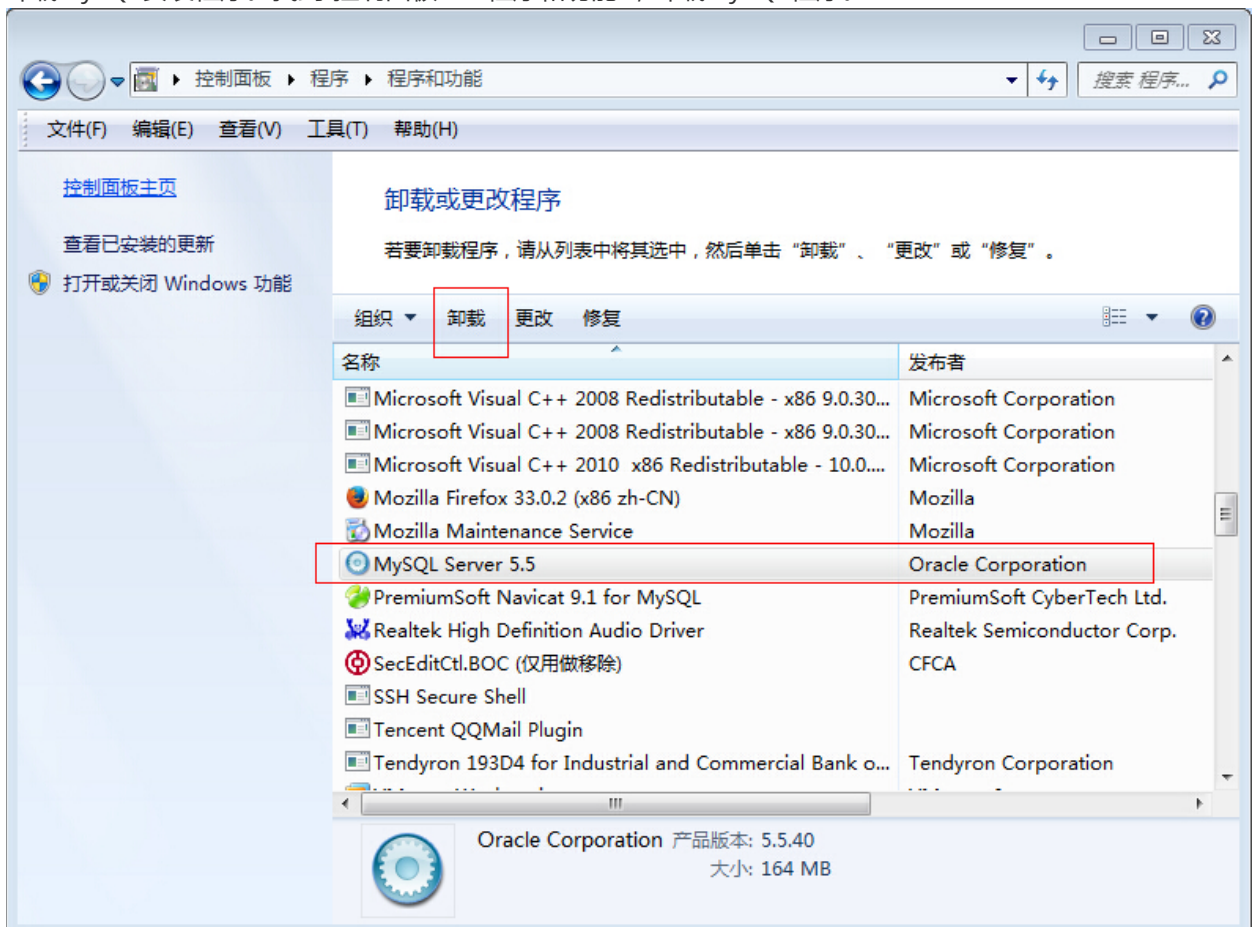 控制面板 ▸ 程序 ▸ 程序和功能
搜索 程序...
文件(F) 编辑(E) 查看(V) 工具(T) 帮助(H)
控制面板主页
查看已安装的更新
打开或关闭 Windows 功能
卸载或更改程序
若要卸载程序，请从列表中将其选中，然后单击“卸载”、“更改”或“修复”。
组织 卸载 更改 修复
名称 发布者
Microsoft Visual C++ 2008 Redistributable - x86 9.0.30... Microsoft Corporation
Microsoft Visual C++ 2008 Redistributable - x86 9.0.30... Microsoft Corporation
Microsoft Visual C++ 2010 x86 Redistributable - 10.0.... Microsoft Corporation
Mozilla Firefox 33.0.2 (x86 zh-CN) Mozilla
Mozilla Maintenance Service Mozilla
MySQL Server 5.5 Oracle Corporation
PremiumSoft Navicat 9.1 for MySQL PremiumSoft CyberTech Ltd.
Realtek High Definition Audio Driver Realtek Semiconductor Corp.
SecEditCtl.BOC (仅用做移除) CFCA
SSH Secure Shell
Tencent QQMail Plugin
Tendyron 193D4 for Industrial and Commercial Bank o... Tendyron Corporation
Oracle Corporation 产品版本: 5.5.40
大小: 164 MB